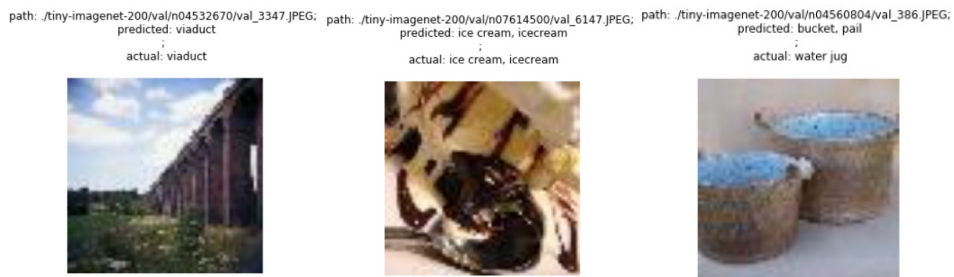 path: ./tiny-imagenet-200/val/n04532670/val_3347.JPEG;
predicted: viaduct
;
actual: viaduct
path: ./tiny-imagenet-200/val/n07614500/val_6147.JPEG;
predicted: ice cream, icecream
;
actual: ice cream, icecream
path: ./tiny-imagenet-200/val/n04560804/val_386.JPEG;
predicted: bucket, pail
;
actual: water jug